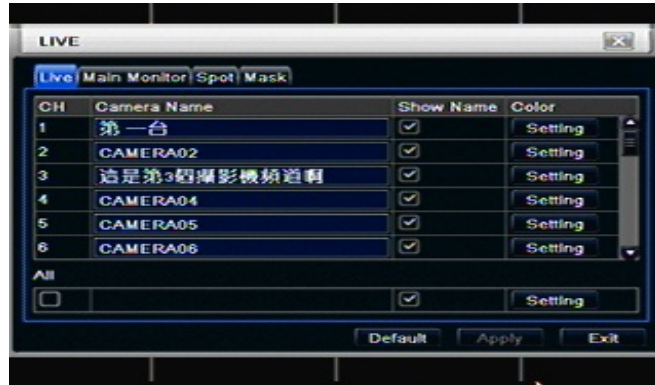 LIVE
Live Main Monitor Spot Mask
CH Camera Name Show Name Color
1 第一台 Setting
2 CAMERA02 Setting
3 這是第3個攝影機頻道啊 Setting
4 CAMERA04 Setting
5 CAMERA05 Setting
6 CAMERA06 Setting
All
Setting
Default Apply Exit